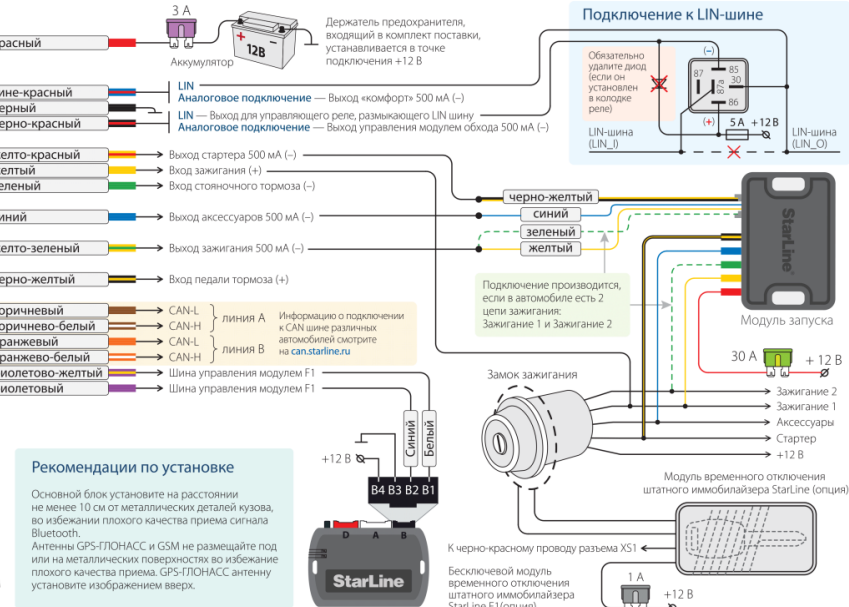 3 А
Держатель предохранителя,
входящий в комплект поставки,
устанавливается в точке
подключения +12 В
12В
Аккумулятор
Подключение к LIN-шине
Обязательно
удалите диод
(если он
установлен
в колодке
реле)
(–)
87
85
30
87a
86
(+)
5 А
+12 В
LIN-шина
(LIN_I)
LIN-шина
(LIN_O)
расный
ине-красный
LIN
Аналоговое подключение — Выход «комфорт» 500 мА (–)
ерный
ерно-красный
LIN — Выход для управляющего реле, размыкающего LIN шину
Аналоговое подключение — Выход управления модулем обхода 500 мА (–)
елто-красный
Выход стартера 500 мА (–)
елтый
Вход зажигания (+)
еленый
Вход стояночного тормоза (–)
иний
Выход аксессуаров 500 мА (–)
елто-зеленый
Выход зажигания 500 мА (–)
ерно-желтый
Вход педали тормоза (+)
оричневый
CAN-L
оричнево-белый
CAN-H
линия А
ранжевый
CAN-L
ранжево-белый
CAN-H
линия В
Информацию о подключении
к CAN шине различных
автомобилей смотрите
на can.starline.ru
иолетово-желтый
Шина управления модулем F1
иолетовый
Шина управления модулем F1
черно-желтый
синий
зеленый
желтый
Подключение производится,
если в автомобиле есть 2
цепи зажигания:
Зажигание 1 и Зажигание 2
StarLine
Модуль запуска
30 А
+ 12 В
Замок зажигания
Зажигание 2
Зажигание 1
Аксессуары
Стартер
+12 В
Синий
Белый
+12 В
B4 B3 B2 B1
D A B
StarLine
Рекомендации по установке
Основной блок установите на расстоянии
не менее 10 см от металлических деталей кузова,
во избежании плохого качества приема сигнала
Bluetooth.
Антенны GPS-ГЛОНАСС и GSM не размещайте под
или на металлических поверхностях во избежание
плохого качества приема. GPS-ГЛОНАСС антенну
установите изображением вверх.
Модуль временного отключения
штатного иммобилайзера StarLine (опция)
К черно-красному проводу разъема XS1
Бесключевой модуль
временного отключения
штатного иммобилайзера
StarLine F1(опция)
1 А
+12 В